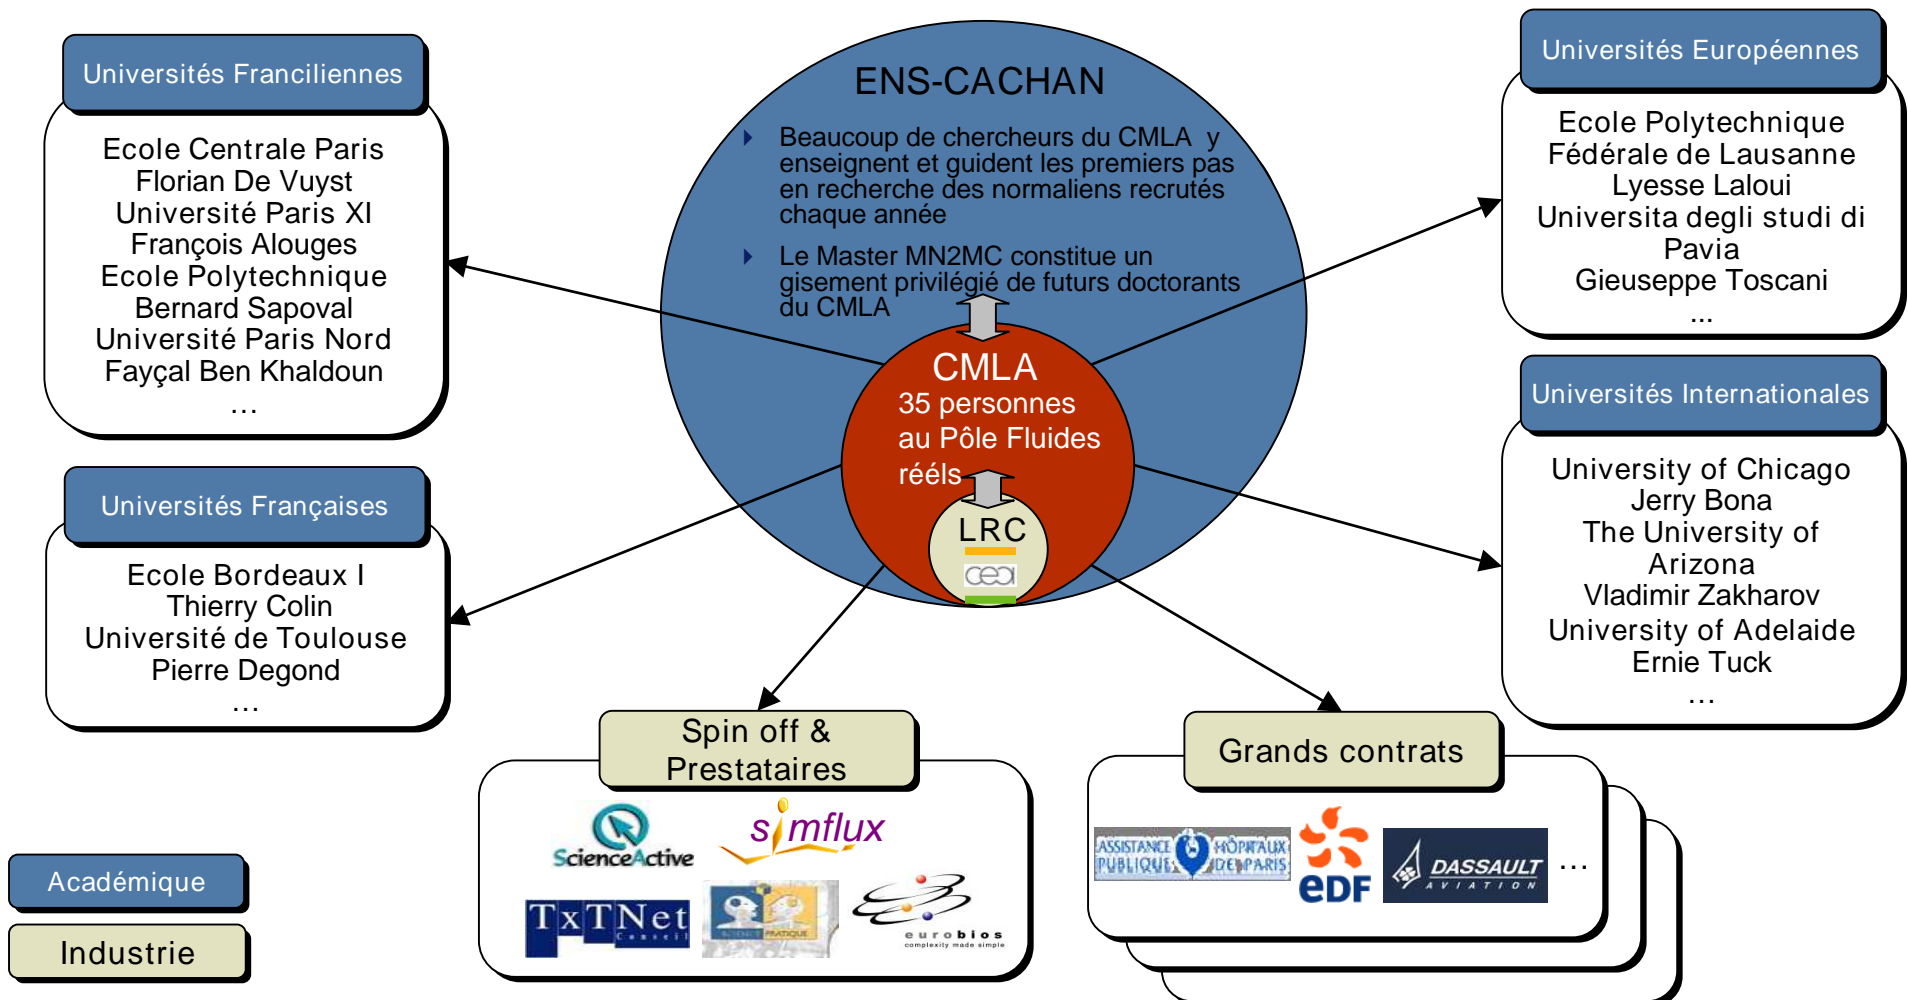 Universités Franciliennes
Ecole Centrale Paris
Florian De Vuyst
Université Paris XI
François Alouges
Ecole Polytechnique
Bernard Sapoval
Université Paris Nord
Fayçal Ben Khaldoun
…
Universités Françaises
Ecole Bordeaux I
Thierry Colin
Université de Toulouse
Pierre Degond
…
ENS-CACHAN
Beaucoup de chercheurs du CMLA y
enseignent et guident les premiers pas
en recherche des normaliens recrutés
chaque année
Le Master MN2MC constitue un
gisement privilégié de futurs doctorants
du CMLA
CMLA
35 personnes
au Pôle Fluides
réels
LRC
cea
Universités Européennes
Ecole Polytechnique
Fédérale de Lausanne
Lyesse Laloui
Universita degli studi di
Pavia
Gieuseppe Toscani
...
Universités Internationales
University of Chicago
Jerry Bona
The University of
Arizona
Vladimir Zakharov
University of Adelaide
Ernie Tuck
…
Spin off &
Prestataires
ScienceActive
simflux
TxTNet
Conseil
SCIENCE PRATIQUE
eurobios
complexity made simple
Grands contrats
ASSISTANCE HÔPITAUX
PUBLIQUE DE PARIS
eDF
DASSAULT
AVIATION
…
Académique
Industrie